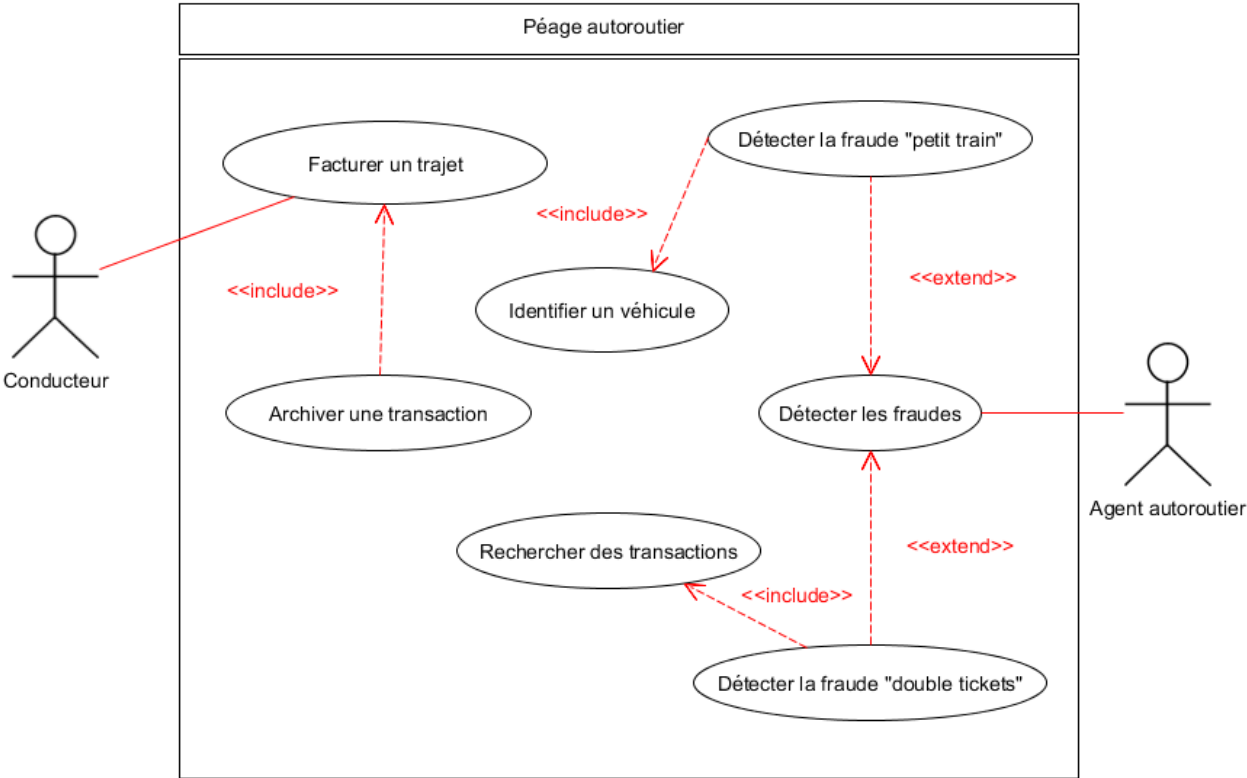 Péage autoroutier
Facturer un trajet
Détecter la fraude "petit train"
<<include>>
<<include>>
<<extend>>
Identifier un véhicule
Conducteur
Archiver une transaction
Détecter les fraudes
Agent autoroutier
Rechercher des transactions
<<extend>>
<<include>>
Détecter la fraude "double tickets"